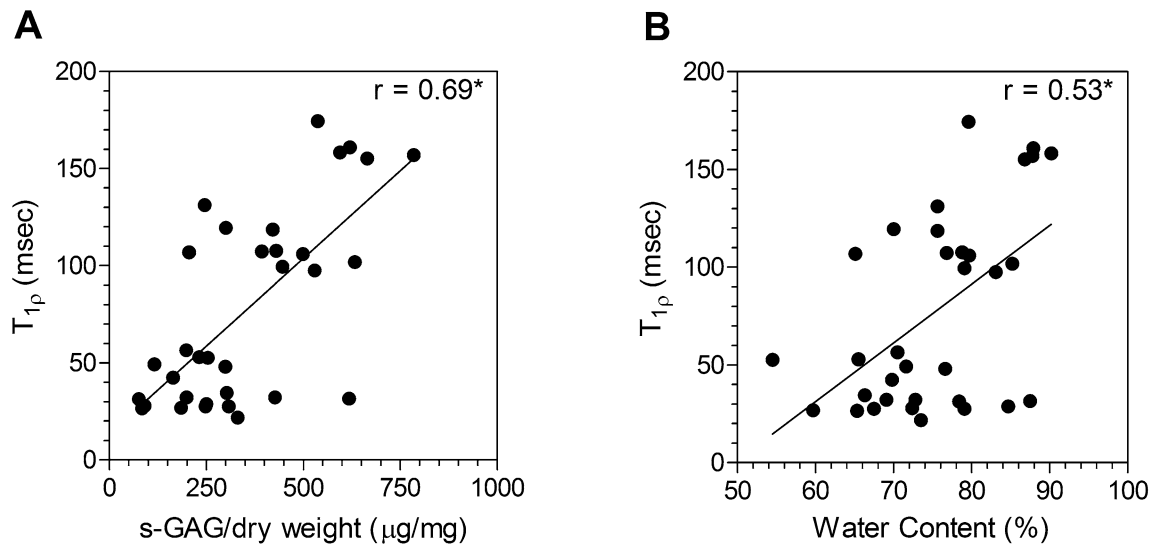 A
B
r = 0.69*
r = 0.53*
200
150
100
50
0
T1ρ (msec)
0 250 500 750 1000
s-GAG/dry weight (μg/mg)
200
150
100
50
0
T1ρ (msec)
50 60 70 80 90 100
Water Content (%)